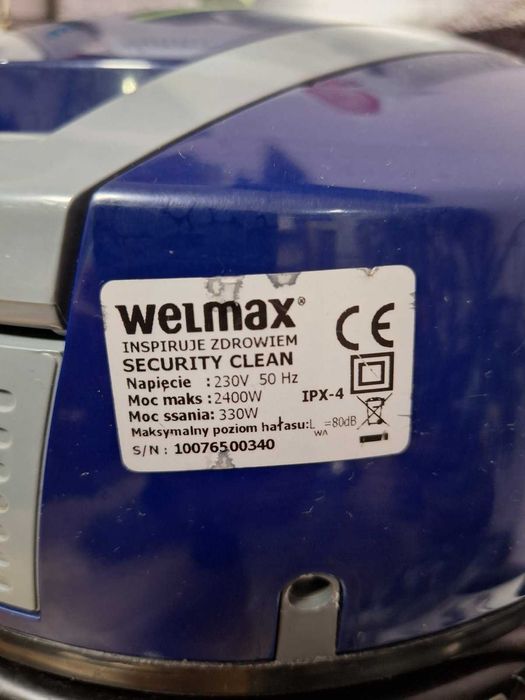 WELMAX®
INSPIRUJE ZDROWIEM
SECURITY CLEAN
Napięcie : 230V 50 Hz
Moc maks : 2400W IPX-4
Moc ssania: 330W
Maksymalny poziom hałasu:L WA =80dB
S/N : 10076500340
CE